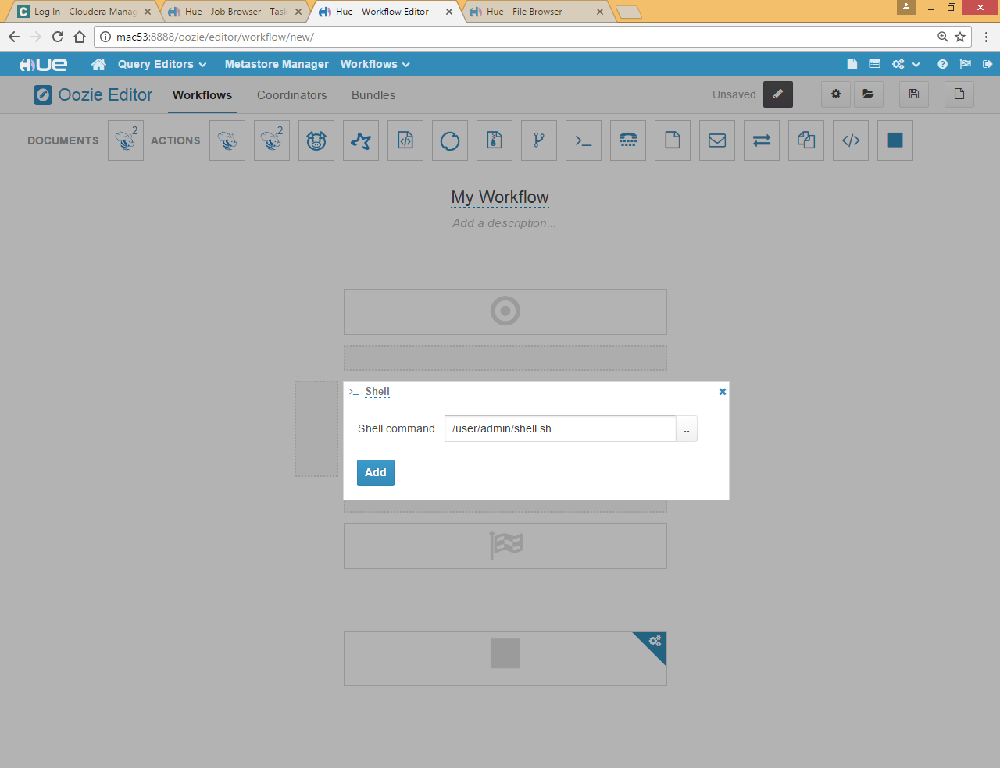 Log In - Cloudera Manag
Hue - Job Browser - Task
Hue - Workflow Editor
Hue - File Browser
mac53:8888/oozie/editor/workflow/new/
HUE
Query Editors
Metastore Manager
Workflows
Oozie Editor
Workflows
Coordinators
Bundles
Unsaved
DOCUMENTS
2
ACTIONS
2
My Workflow
Add a description...
Shell
Shell command
/user/admin/shell.sh
..
Add